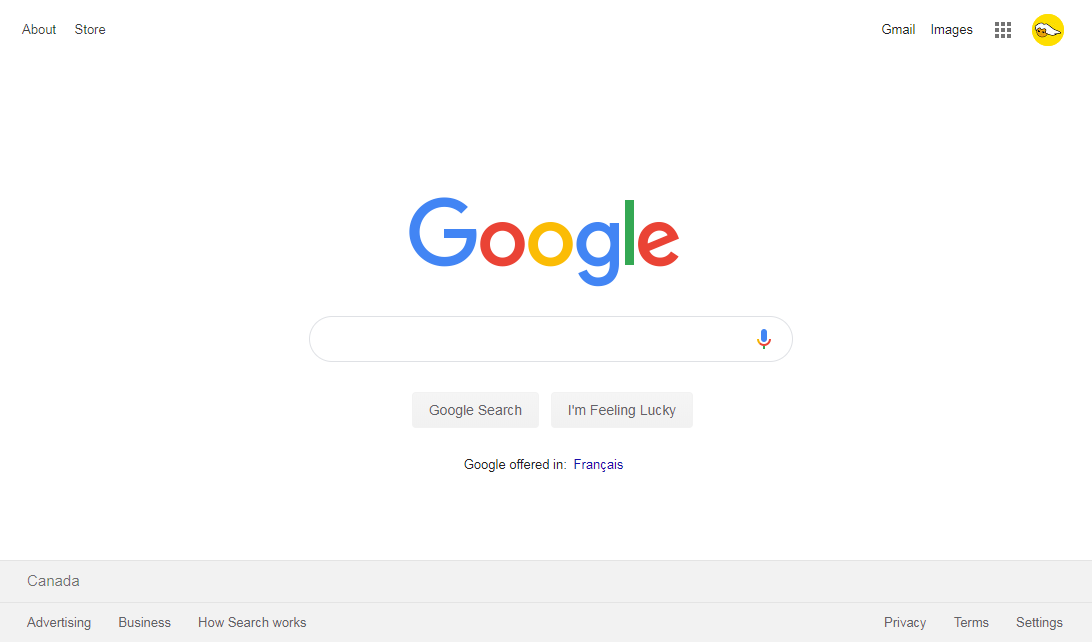 About Store Gmail Images
Google
Google Search I'm Feeling Lucky
Google offered in: Français
Canada
Advertising Business How Search works Privacy Terms Settings